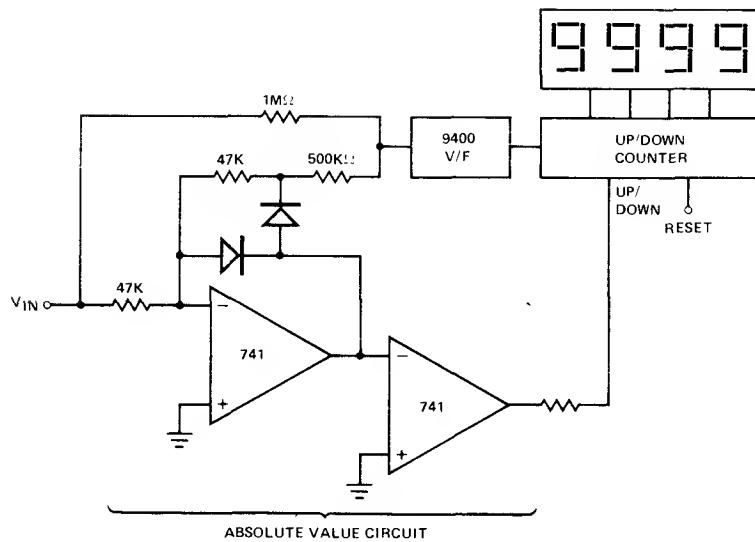 9999
1MΩ
9400
V/F
UP/DOWN
COUNTER
47K
500KΩ
UP/
DOWN
RESET
VIN
47K
−
741
+
−
741
+
ABSOLUTE VALUE CIRCUIT